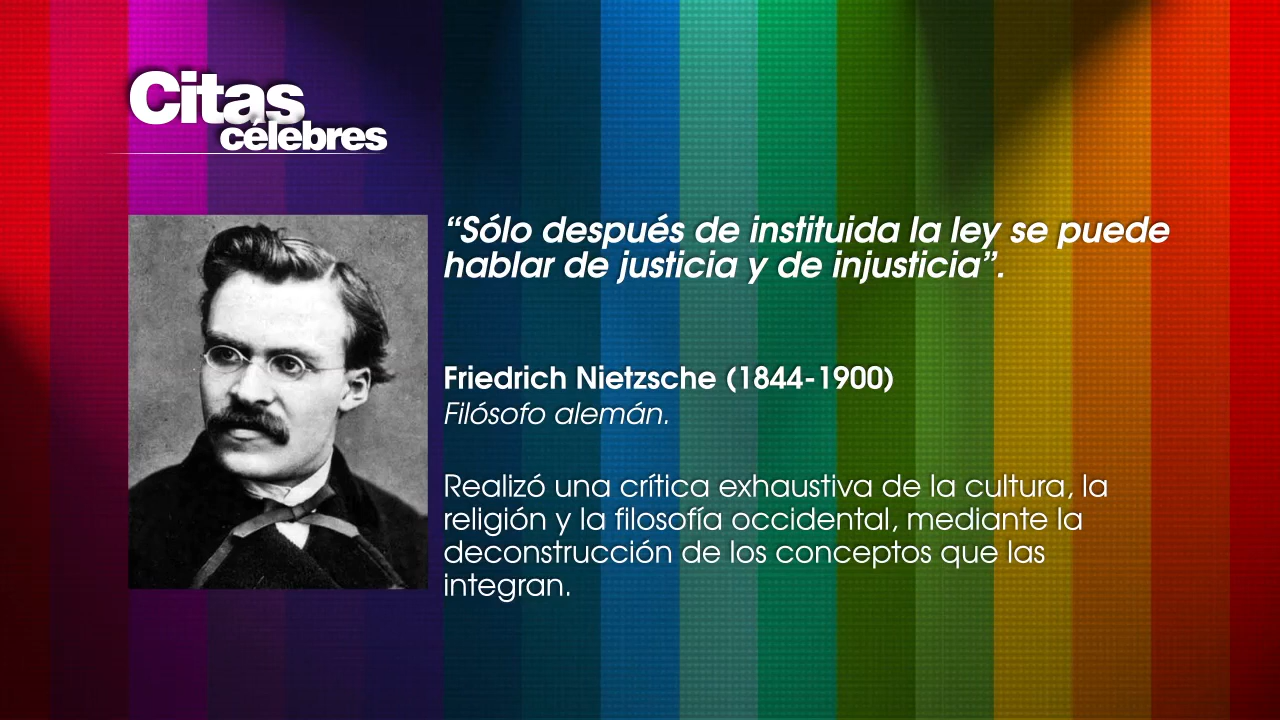 Citas
célebres
“Sólo después de instituida la ley se puede
hablar de justicia y de injusticia”.
Friedrich Nietzsche (1844-1900)
Filósofo alemán.
Realizó una crítica exhaustiva de la cultura, la
religión y la filosofía occidental, mediante la
deconstrucción de los conceptos que las
integran.